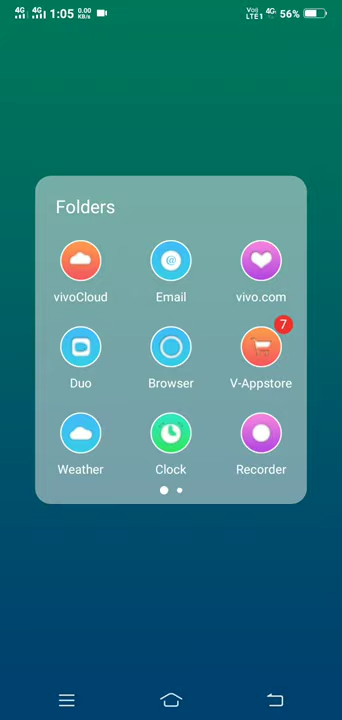 4G 4G 1:05 0.00 KB/s VoD LTE1 4G 56%
Folders
vivoCloud Email vivo.com
7
Duo Browser V-Appstore
Weather Clock Recorder